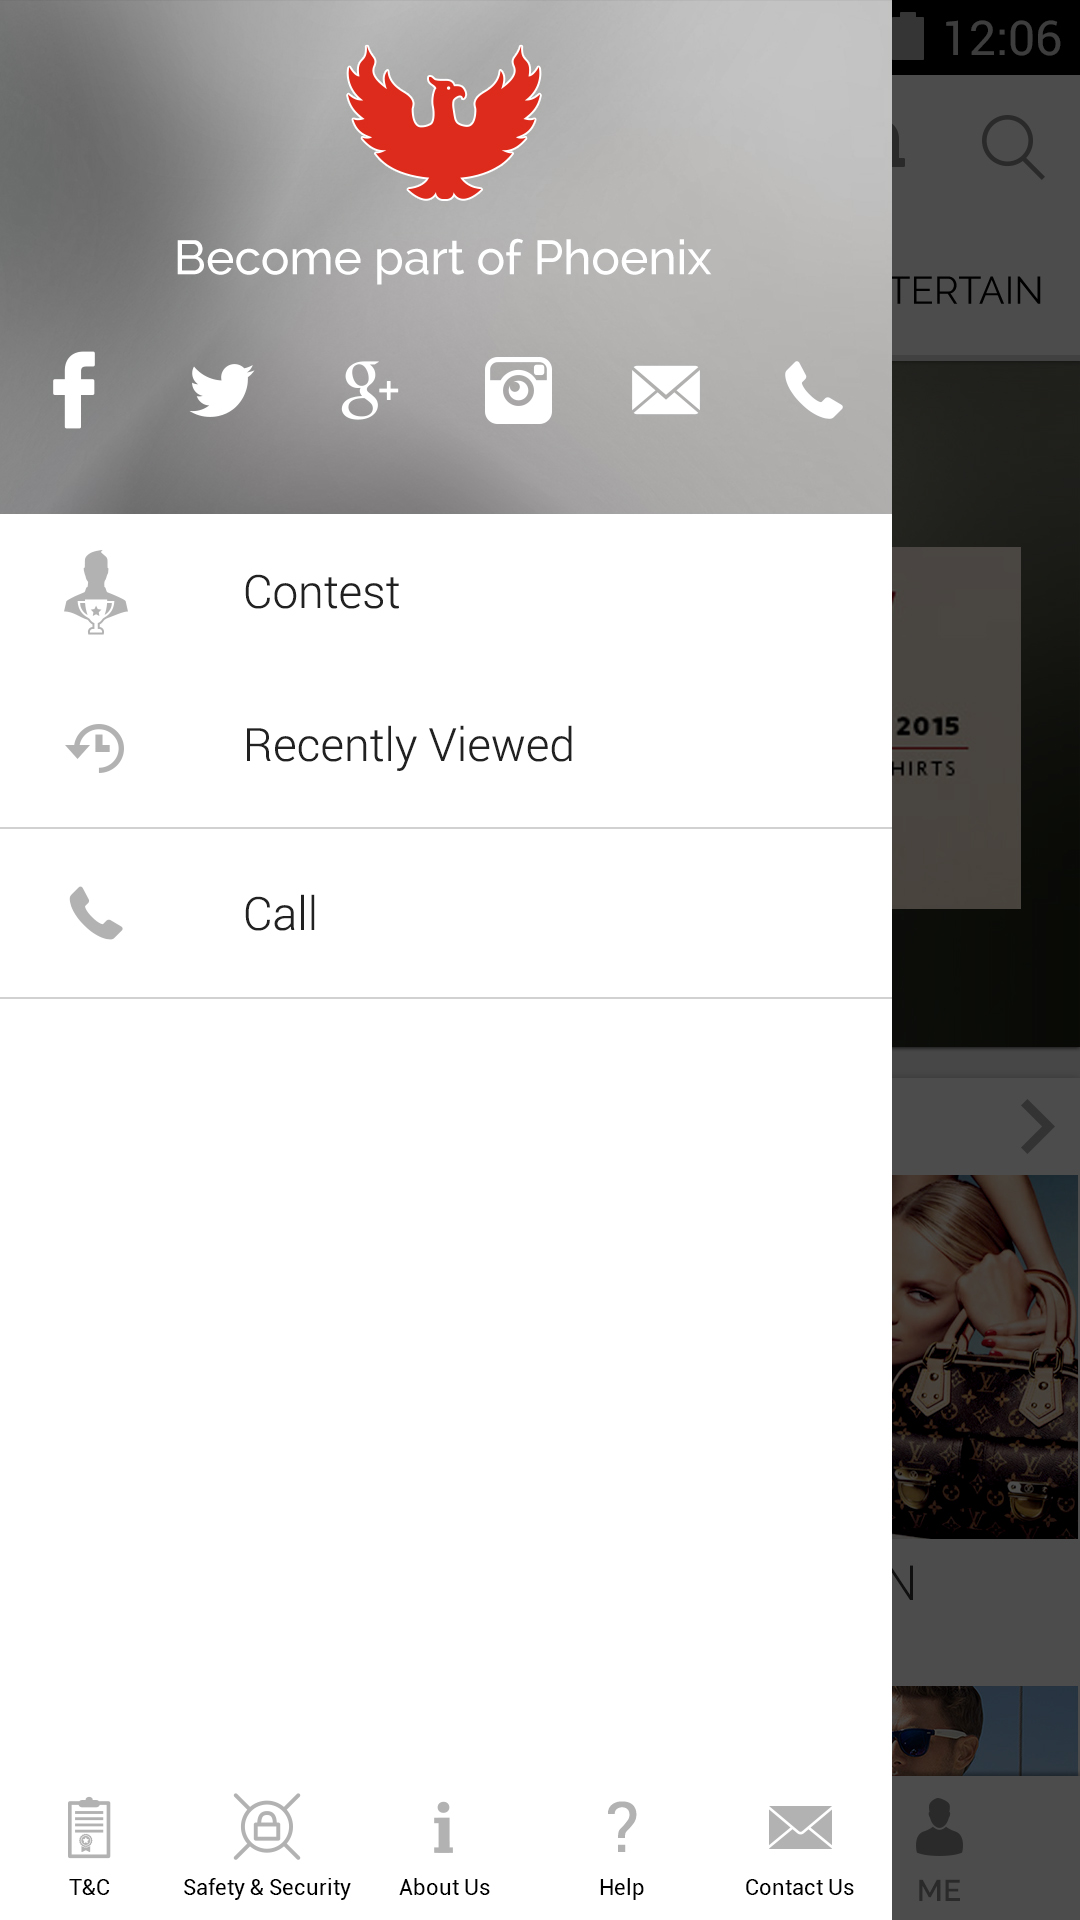 12:06
Become part of Phoenix
TERTAIN
g+
Contest
2015
HIRTS
Recently Viewed
Call
N
T&C
Safety & Security
About Us
Help
Contact Us
ME